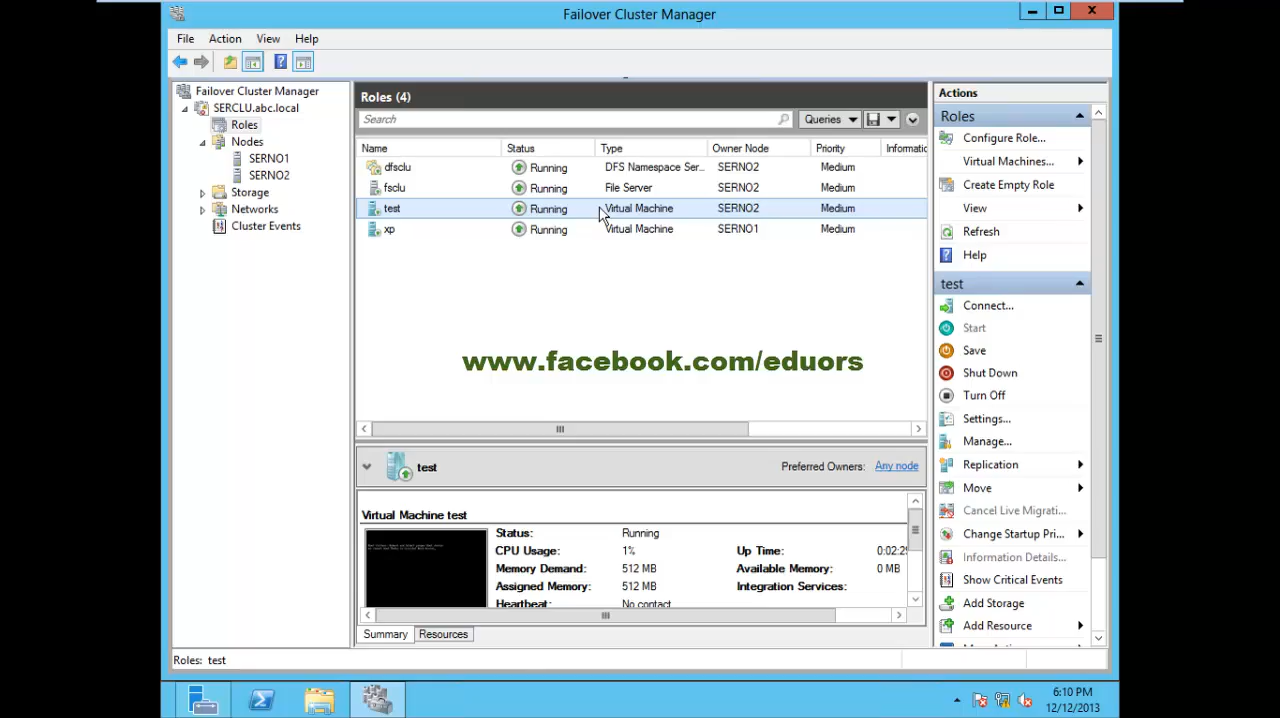 Failover Cluster Manager
File Action View Help
Failover Cluster Manager
SERCLU.abc.local
Roles
Nodes
SERNO1
SERNO2
Storage
Networks
Cluster Events
Roles (4)
Search
Queries
Name Status Type Owner Node Priority Informatio
dfsclu Running DFS Namespace Ser... SERNO2 Medium
fsclu Running File Server SERNO2 Medium
test Running Virtual Machine SERNO2 Medium
xp Running Virtual Machine SERNO1 Medium
www.facebook.com/eduors
test Preferred Owners: Any node
Virtual Machine test
Status: Running
CPU Usage: 1% Up Time: 0:02:2
Memory Demand: 512 MB Available Memory: 0 MB
Assigned Memory: 512 MB Integration Services:
Heartbeat: No contact
Summary Resources
Actions
Roles
Configure Role...
Virtual Machines...
Create Empty Role
View
Refresh
Help
test
Connect...
Start
Save
Shut Down
Turn Off
Settings...
Manage...
Replication
Move
Cancel Live Migrati...
Change Startup Pri...
Information Details...
Show Critical Events
Add Storage
Add Resource
Roles: test
6:10 PM
12/12/2013